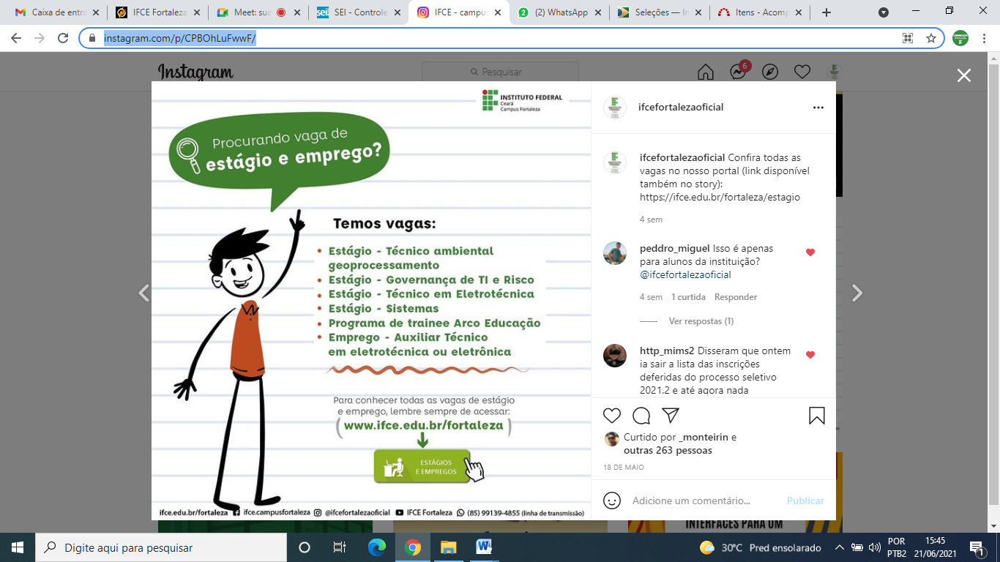 Caixa de entra
IFCE Fortaleza
Meet: suc
SEI - Controle
IFCE - campus
(2) WhatsApp
Seleções — In
Itens - Acomp
instagram.com/p/CPBOhLuFwwF/
Instagram
Pesquisar
6
INSTITUTO FEDERAL
Ceará
Campus Fortaleza
Procurando vaga de
estágio e emprego?
Temos vagas:
• Estágio - Técnico ambiental
geoprocessamento
• Estágio - Governança de TI e Risco
• Estágio - Técnico em Eletrotécnica
• Estágio - Sistemas
• Programa de trainee Arco Educação
• Emprego - Auxiliar Técnico
em eletrotécnica ou eletrônica
Para conhecer todas as vagas de estágio
e emprego, lembre sempre de acessar:
(www.ifce.edu.br/fortaleza)
ESTÁGIOS
E EMPREGOS
ifce.edu.br/fortaleza ifce.campusfortaleza @ifcefortalezaoficial IFCE Fortaleza (85) 99139-4855 (linha de transmissão)
ifcefortalezaoficial
ifcefortalezaoficial Confira todas as
vagas no nosso portal (link disponível
também no story):
https://ifce.edu.br/fortaleza/estagio
4 sem
peddro_miguel Isso é apenas
para alunos da instituição?
@ifcefortalezaoficial
4 sem 1 curtida Responder
Ver respostas (1)
http_mims2 Disseram que ontem
ia sair a lista das inscrições
deferidas do processo seletivo
2021.2 e até agora nada
Curtido por _monteirin e
outras 263 pessoas
18 DE MAIO
Adicione um comentário... Publicar
INTERFACES PARA UM
Digite aqui para pesquisar
30°C Pred ensolarado
POR
PTB2
15:45
21/06/2021
1